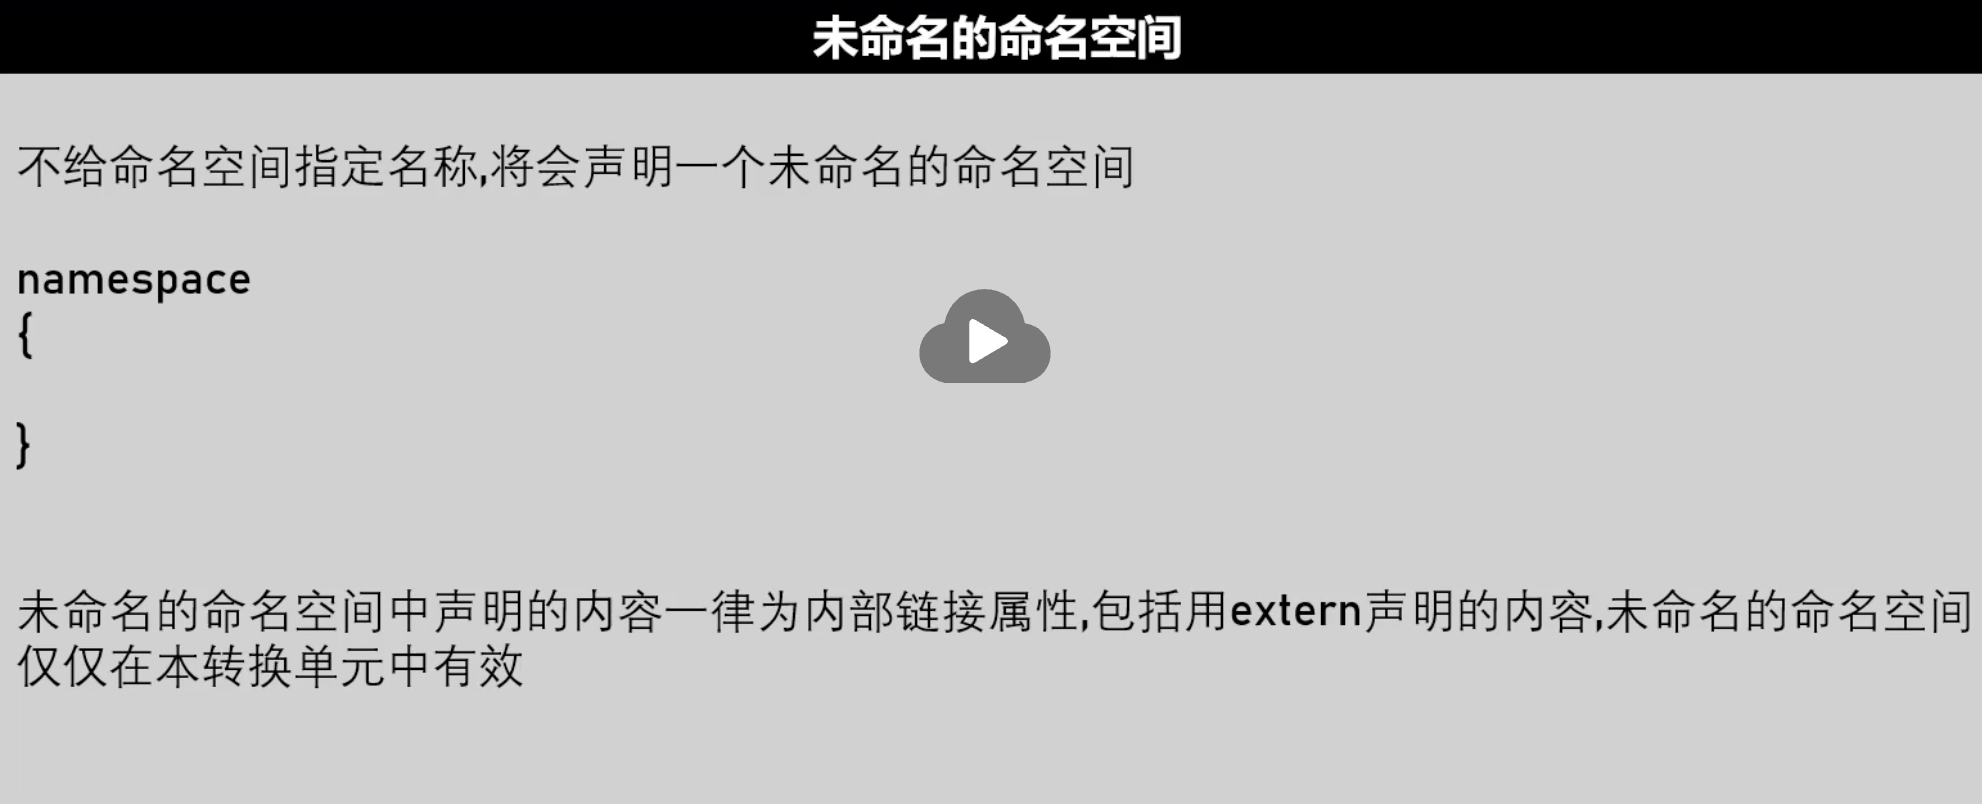 未命名的命名空间
不给命名空间指定名称,将会声明一个未命名的命名空间
namespace
{
}
未命名的命名空间中声明的内容一律为内部链接属性,包括用extern声明的内容,未命名的命名空间
仅仅在本转换单元中有效